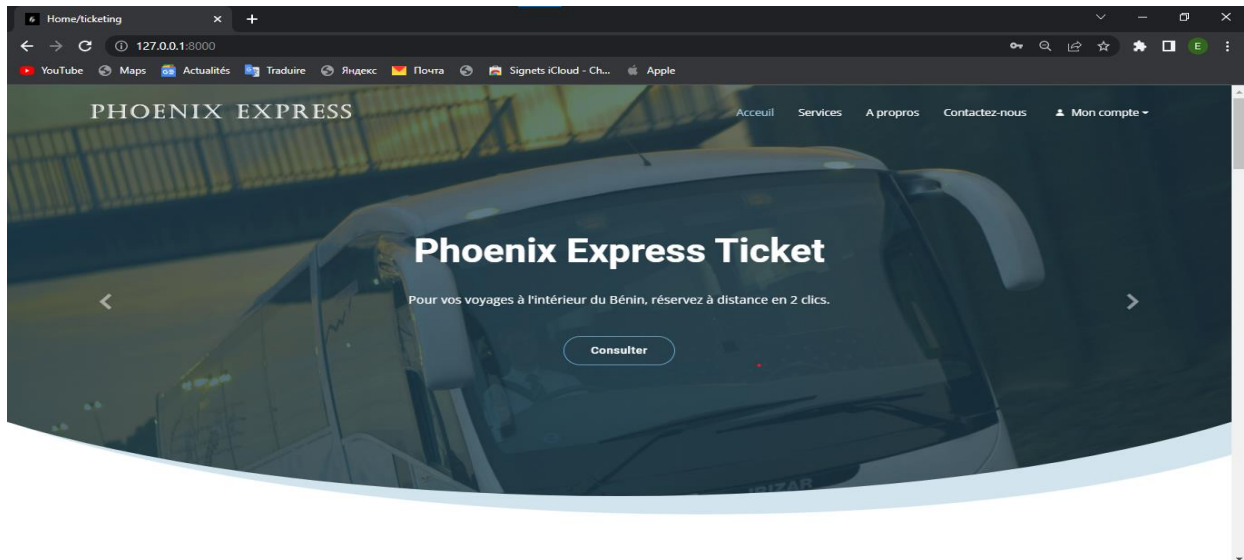 Home/ticketing
127.0.0.1:8000
YouTube Maps Actualités Traduire Яндекс Почта Signets iCloud - Ch... Apple
E
PHOENIX EXPRESS
Acceuil Services A propros Contactez-nous Mon compte
Phoenix Express Ticket
Pour vos voyages à l'intérieur du Bénin, réservez à distance en 2 clics.
Consulter
IRIZAR